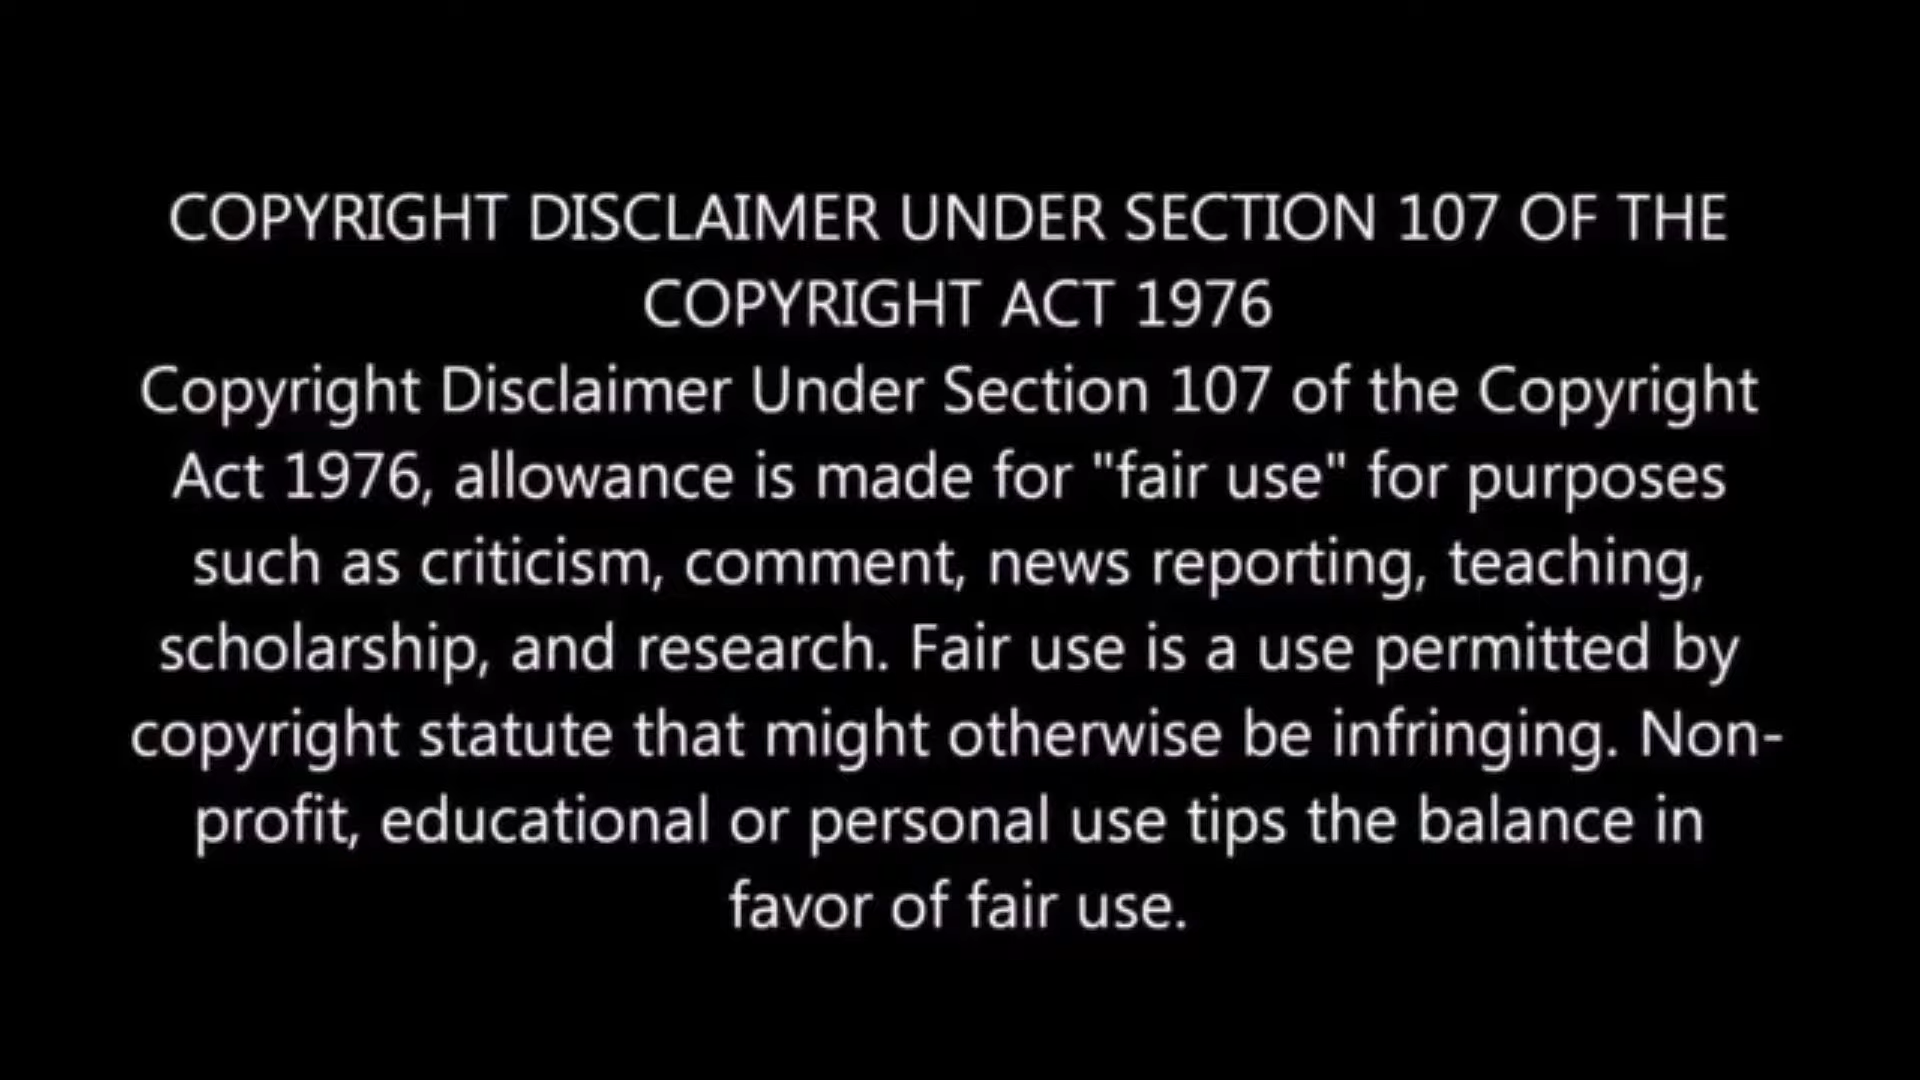 COPYRIGHT DISCLAIMER UNDER SECTION 107 OF THE
COPYRIGHT ACT 1976
Copyright Disclaimer Under Section 107 of the Copyright
Act 1976, allowance is made for "fair use" for purposes
such as criticism, comment, news reporting, teaching,
scholarship, and research. Fair use is a use permitted by
copyright statute that might otherwise be infringing. Non-
profit, educational or personal use tips the balance in
favor of fair use.